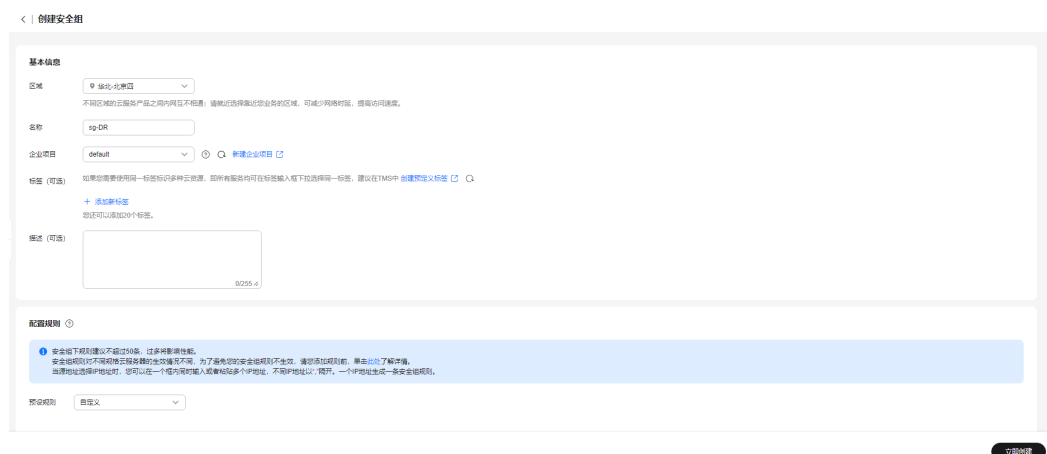 < | 创建安全组
基本信息
区域 华北-北京四
不同区域的云服务产品之间内网互不相通；请就近选择靠近您业务的区域，可减少网络时延，提高访问速度。
名称 sg-DR
企业项目 default 新建企业项目
标签（可选） 如果您需要使用同一标签标识多种云资源，即所有服务均可在标签输入框下拉选择同一标签，建议在TMS中 创建预定义标签
+ 添加新标签
您还可以添加20个标签。
描述（可选）
0/255
配置规则
安全组下规则建议不超过50条，过多将影响性能。
安全组规则对不同规格云服务器的生效情况不同，为了避免您的安全组规则不生效，请您添加规则前，单击此处了解详情。
当源地址选择IP地址时，您可以在一个框内同时输入或者粘贴多个IP地址，不同IP地址以","隔开。一个IP地址生成一条安全组规则。
预设规则 自定义
立即创建